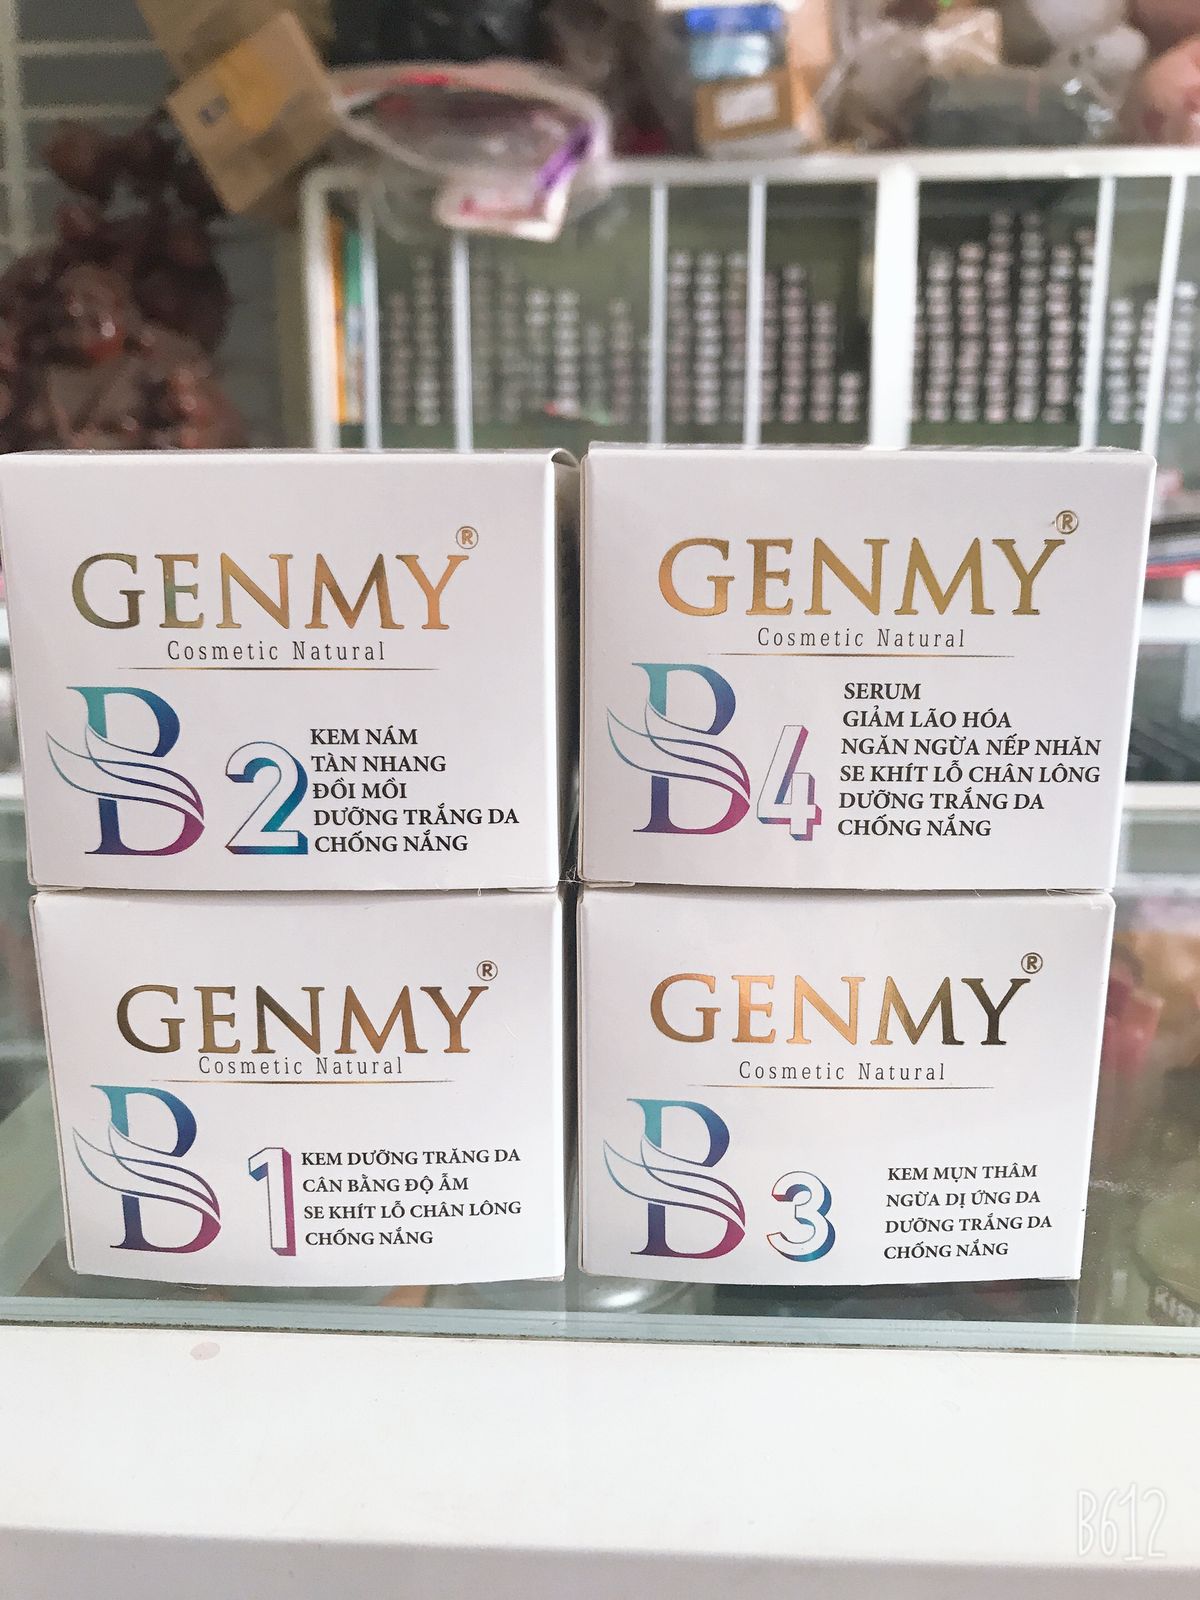 GENMY®
Cosmetic Natural
B2
KEM NÁM
TÀN NHANG
ĐỒI MỒI
DƯỠNG TRẮNG DA
CHỐNG NẮNG
GENMY®
Cosmetic Natural
B4
SERUM
GIẢM LÃO HÓA
NGĂN NGỪA NẾP NHĂN
SE KHÍT LỖ CHÂN LÔNG
DƯỠNG TRẮNG DA
CHỐNG NẮNG
GENMY®
Cosmetic Natural
B1
KEM DƯỠNG TRĂNG DA
CÂN BẰNG ĐỘ ẨM
SE KHÍT LỖ CHÂN LÔNG
CHỐNG NẮNG
GENMY®
Cosmetic Natural
B3
KEM MỤN THÂM
NGỪA DỊ ỨNG DA
DƯỠNG TRẮNG DA
CHỐNG NẮNG
B612